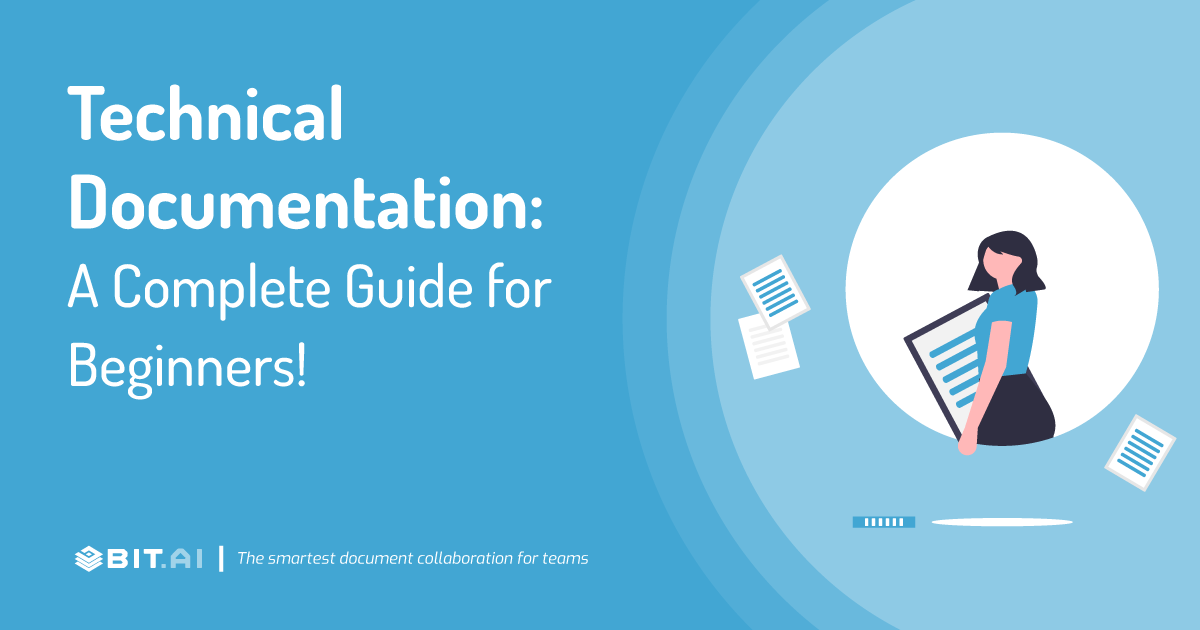 Technical
Documentation:
A Complete Guide for
Beginners!
BIT.AI | The smartest document collaboration for teams